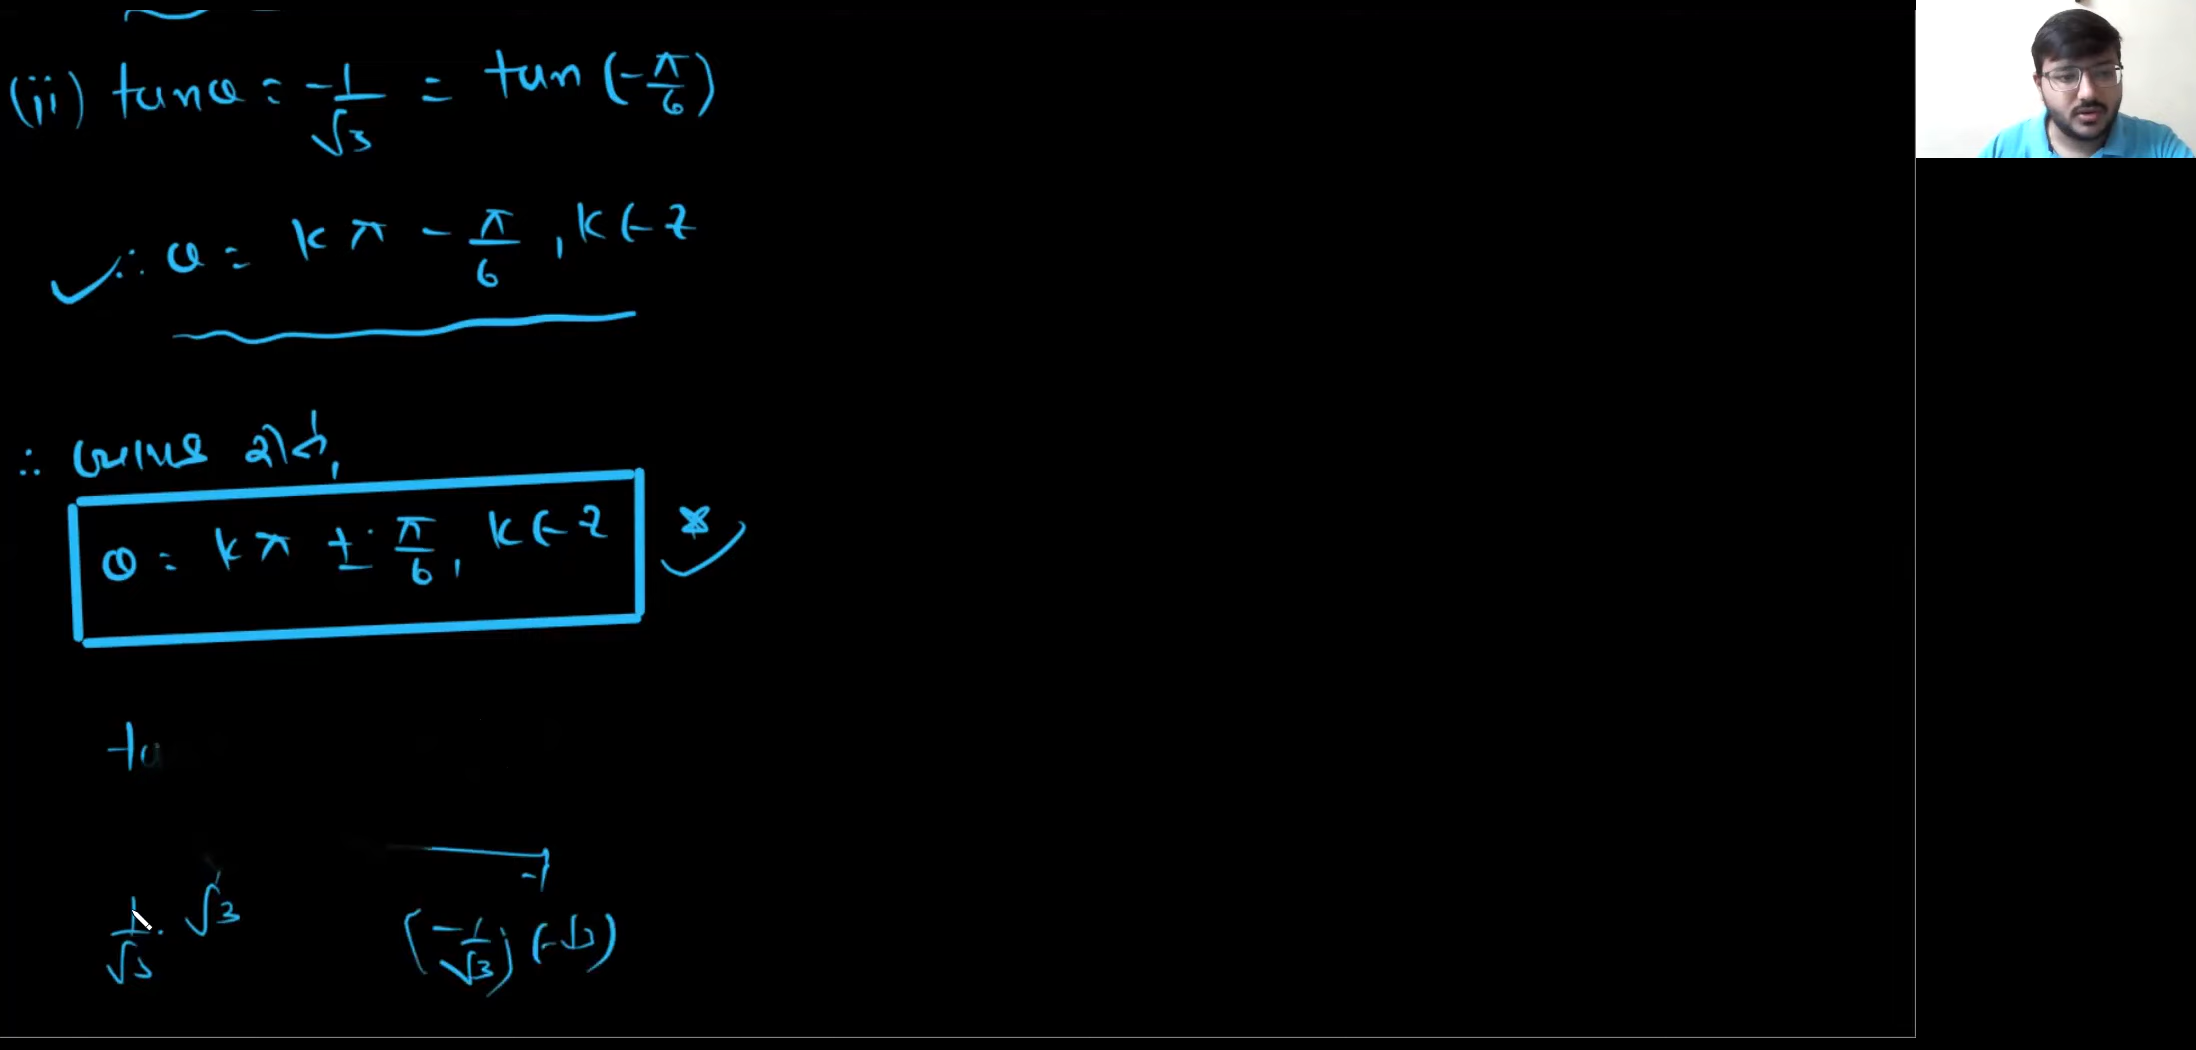 (ii) tanθ = -1/√3 = tan(-π/6)
∴ θ = kπ - π/6, k ∈ Z
∴
θ = kπ ± π/6, k ∈ Z *
-1
1/√3 · √3 (-1/√3)(-√3)